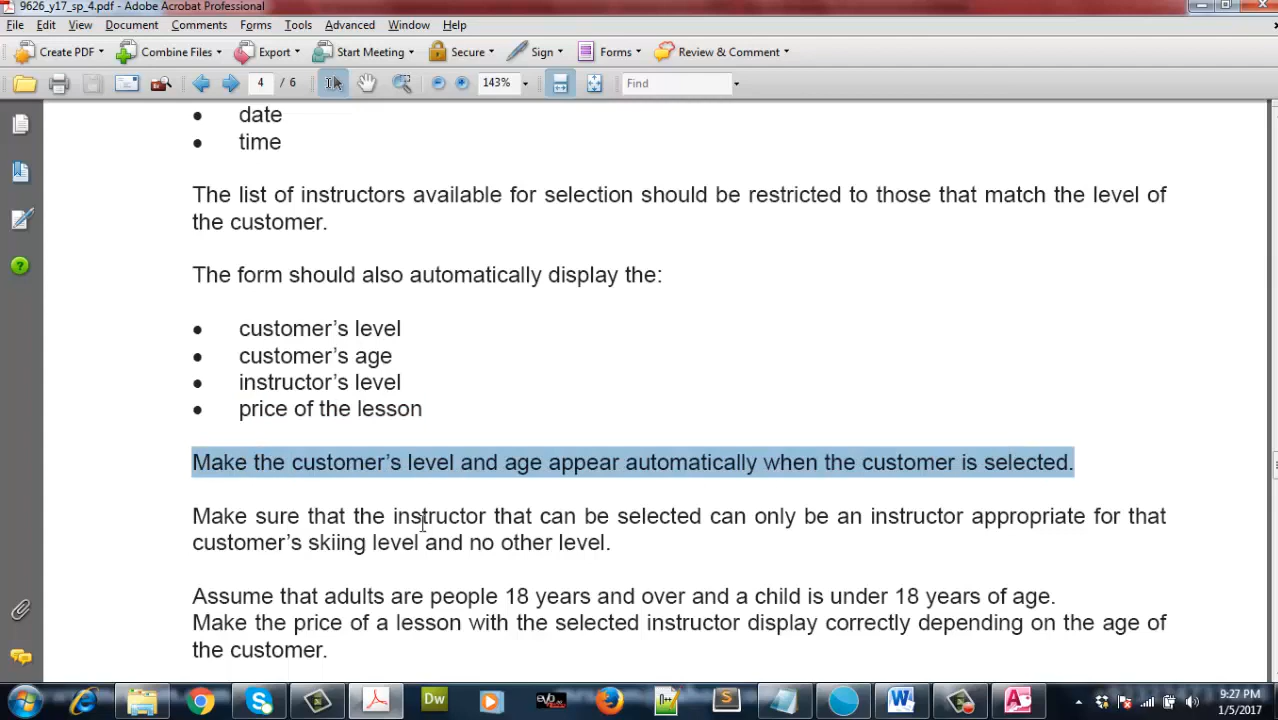 9626_y17_sp_4.pdf - Adobe Acrobat Professional
File Edit View Document Comments Forms Tools Advanced Window Help
Create PDF Combine Files Export Start Meeting Secure Sign Forms Review & Comment
4 / 6 143% Find
• date
• time
The list of instructors available for selection should be restricted to those that match the level of
the customer.
The form should also automatically display the:
• customer’s level
• customer’s age
• instructor’s level
• price of the lesson
Make the customer’s level and age appear automatically when the customer is selected.
Make sure that the instructor that can be selected can only be an instructor appropriate for that
customer’s skiing level and no other level.
Assume that adults are people 18 years and over and a child is under 18 years of age.
Make the price of a lesson with the selected instructor display correctly depending on the age of
the customer.
9:27 PM
1/5/2017